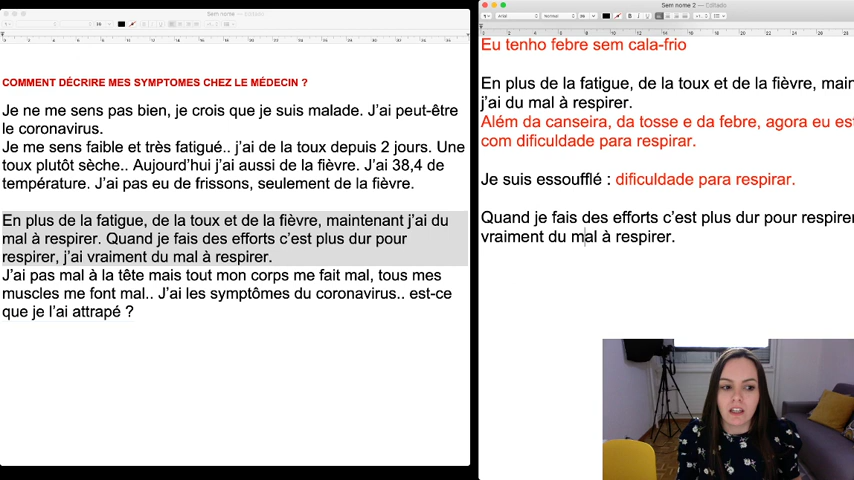 Sem nome
COMMENT DÉCRIRE MES SYMPTOMES CHEZ LE MÉDECIN ?
Je ne me sens pas bien, je crois que je suis malade. J'ai peut-être
le coronavirus.
Je me sens faible et très fatigué.. j'ai de la toux depuis 2 jours. Une
toux plutôt sèche.. Aujourd'hui j'ai aussi de la fièvre. J'ai 38,4 de
température. J'ai pas eu de frissons, seulement de la fièvre.
En plus de la fatigue, de la toux et de la fièvre, maintenant j'ai du
mal à respirer. Quand je fais des efforts c'est plus dur pour
respirer, j'ai vraiment du mal à respirer.
J'ai pas mal à la tête mais tout mon corps me fait mal, tous mes
muscles me font mal.. J'ai les symptômes du coronavirus.. est-ce
que je l'ai attrapé ?
Sem nome 2 — Editado
Eu tenho febre sem cala-frio
En plus de la fatigue, de la toux et de la fièvre, main
j'ai du mal à respirer.
Além da canseira, da tosse e da febre, agora eu es
com dificuldade para respirar.
Je suis essoufflé : dificuldade para respirar.
Quand je fais des efforts c'est plus dur pour respirer
vraiment du mal à respirer.